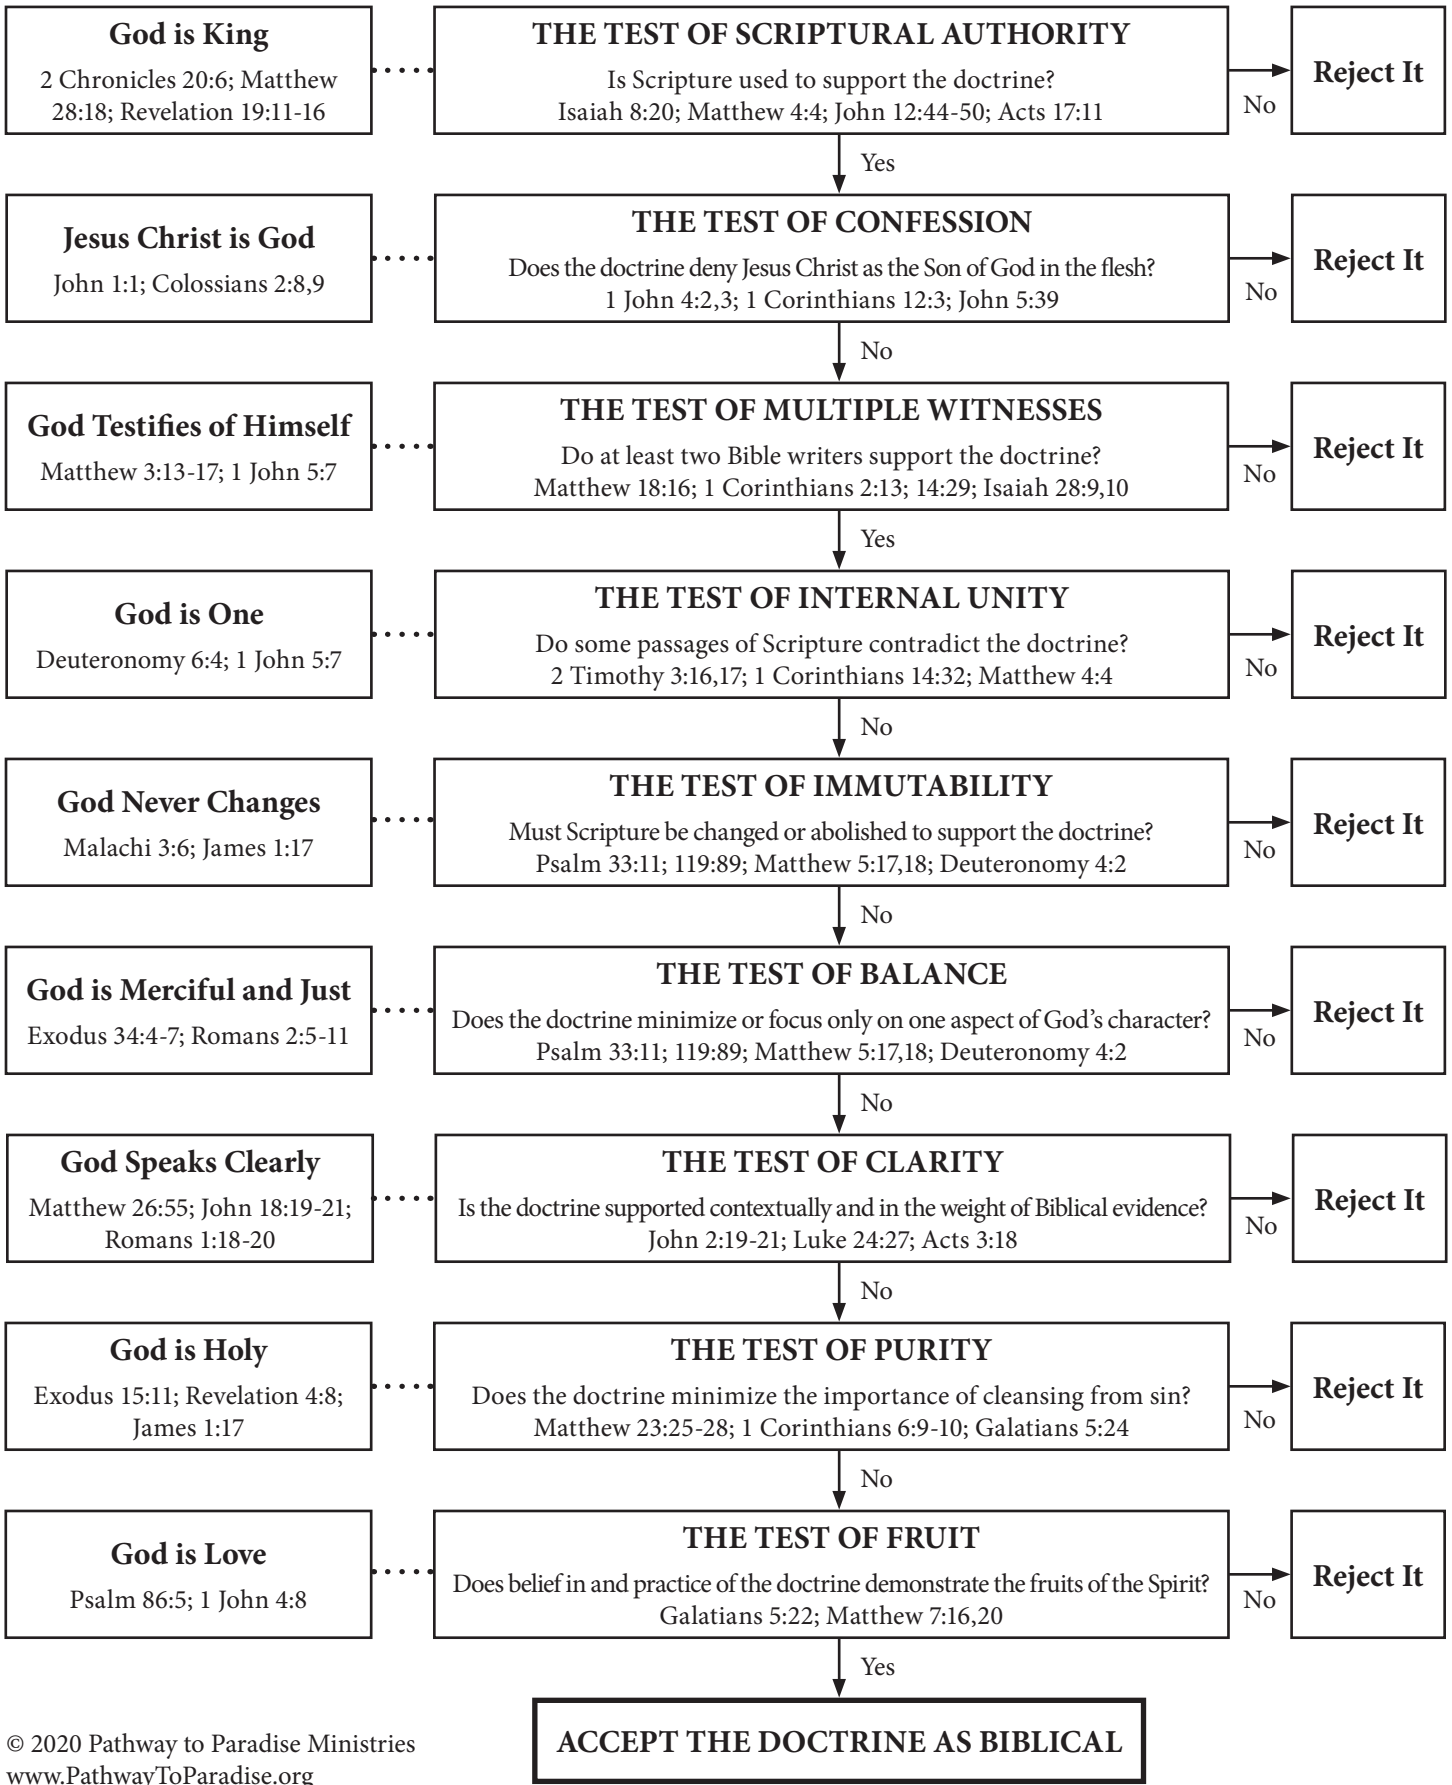 God is King
2 Chronicles 20:6; Matthew
28:18; Revelation 19:11-16
THE TEST OF SCRIPTURAL AUTHORITY
Is Scripture used to support the doctrine?
Isaiah 8:20; Matthew 4:4; John 12:44-50; Acts 17:11
No
Reject It
Yes
Jesus Christ is God
John 1:1; Colossians 2:8,9
THE TEST OF CONFESSION
Does the doctrine deny Jesus Christ as the Son of God in the flesh?
1 John 4:2,3; 1 Corinthians 12:3; John 5:39
No
Reject It
No
God Testifies of Himself
Matthew 3:13-17; 1 John 5:7
THE TEST OF MULTIPLE WITNESSES
Do at least two Bible writers support the doctrine?
Matthew 18:16; 1 Corinthians 2:13; 14:29; Isaiah 28:9,10
No
Reject It
Yes
God is One
Deuteronomy 6:4; 1 John 5:7
THE TEST OF INTERNAL UNITY
Do some passages of Scripture contradict the doctrine?
2 Timothy 3:16,17; 1 Corinthians 14:32; Matthew 4:4
No
Reject It
No
God Never Changes
Malachi 3:6; James 1:17
THE TEST OF IMMUTABILITY
Must Scripture be changed or abolished to support the doctrine?
Psalm 33:11; 119:89; Matthew 5:17,18; Deuteronomy 4:2
No
Reject It
No
God is Merciful and Just
Exodus 34:4-7; Romans 2:5-11
THE TEST OF BALANCE
Does the doctrine minimize or focus only on one aspect of God's character?
Psalm 33:11; 119:89; Matthew 5:17,18; Deuteronomy 4:2
No
Reject It
No
God Speaks Clearly
Matthew 26:55; John 18:19-21;
Romans 1:18-20
THE TEST OF CLARITY
Is the doctrine supported contextually and in the weight of Biblical evidence?
John 2:19-21; Luke 24:27; Acts 3:18
No
Reject It
No
God is Holy
Exodus 15:11; Revelation 4:8;
James 1:17
THE TEST OF PURITY
Does the doctrine minimize the importance of cleansing from sin?
Matthew 23:25-28; 1 Corinthians 6:9-10; Galatians 5:24
No
Reject It
No
God is Love
Psalm 86:5; 1 John 4:8
THE TEST OF FRUIT
Does belief in and practice of the doctrine demonstrate the fruits of the Spirit?
Galatians 5:22; Matthew 7:16,20
No
Reject It
Yes
ACCEPT THE DOCTRINE AS BIBLICAL
© 2020 Pathway to Paradise Ministries
www.PathwayToParadise.org